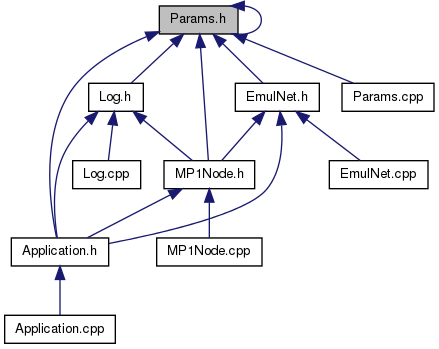 Params.h
Log.h
EmulNet.h
Params.cpp
Log.cpp
MP1Node.h
EmulNet.cpp
Application.h
MP1Node.cpp
Application.cpp